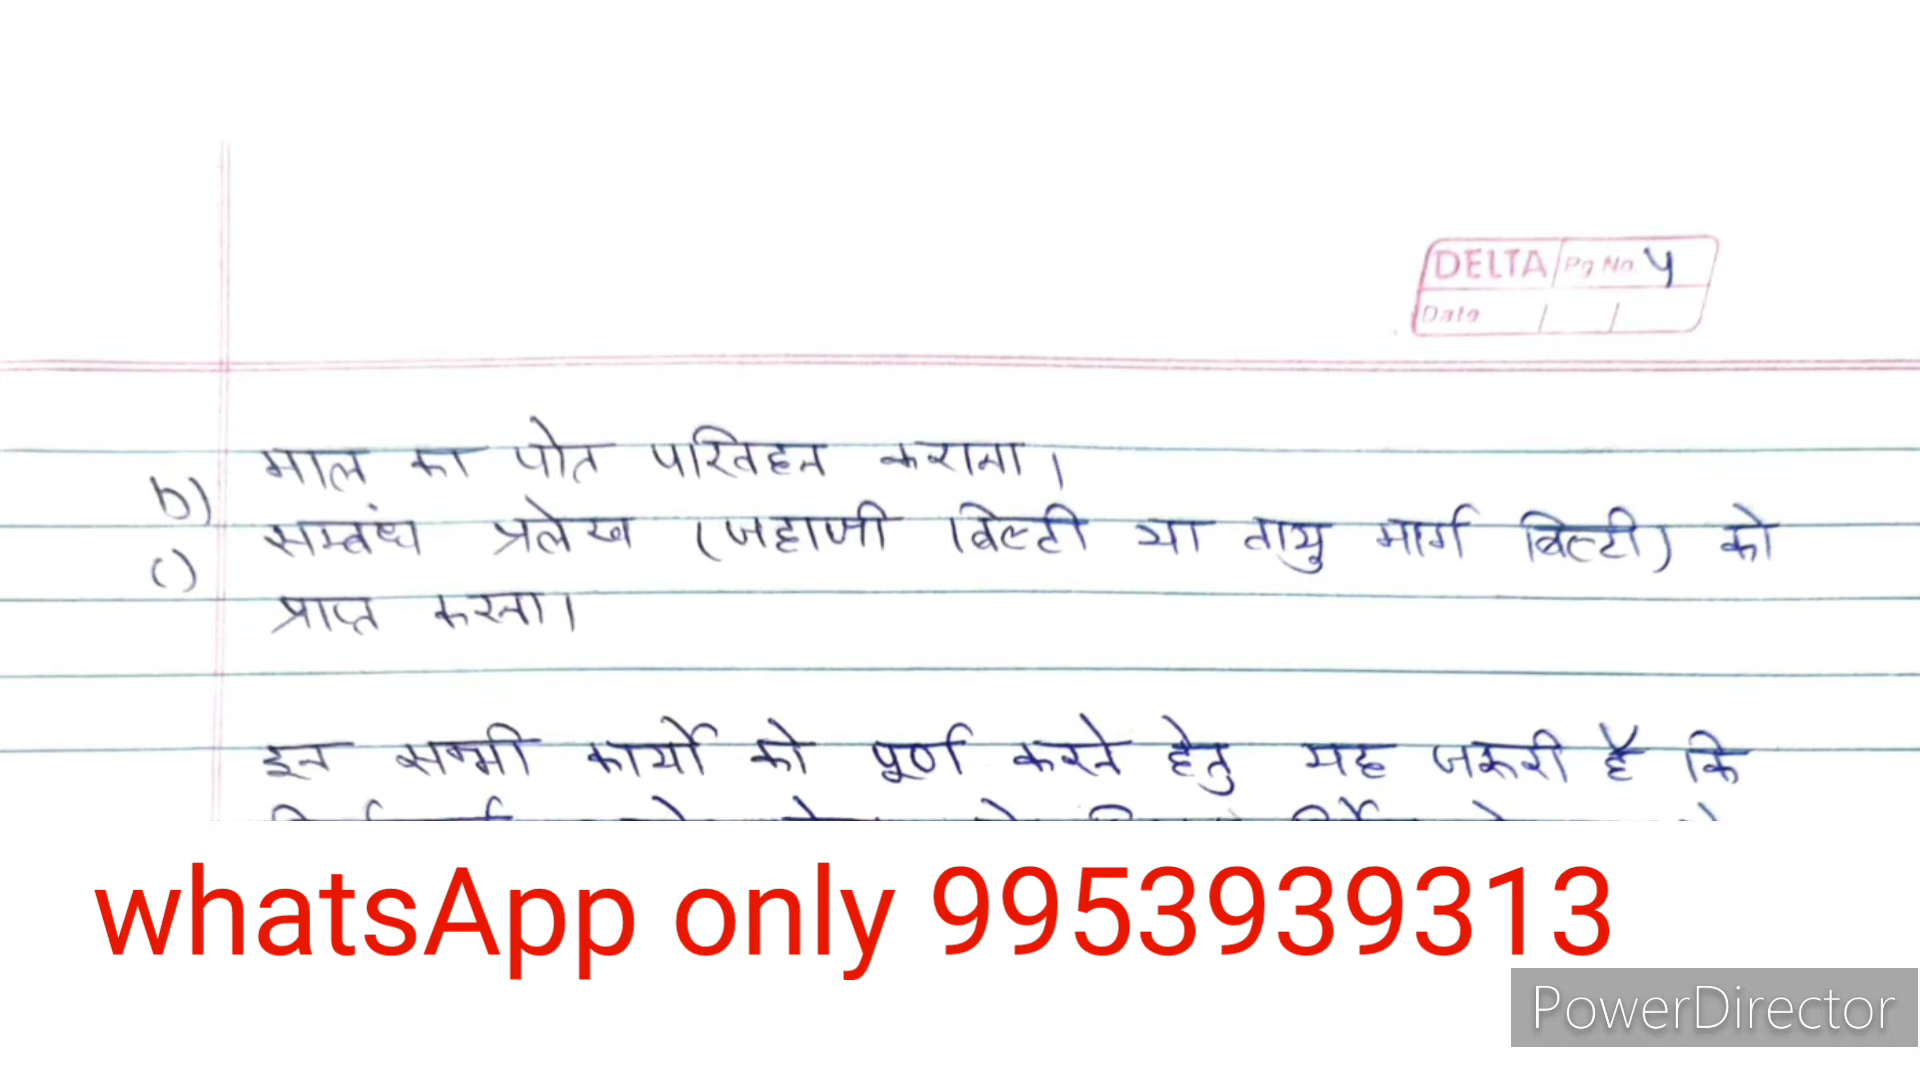 DELTA Pg No. 4
Date
b) माल का पोत परिवहन कराना।
c) सम्बंध प्रलेख (जहाजी बिल्टी या वायु मार्ग बिल्टी) को
प्राप्त करना।
इन सभी कार्यो को पूर्ण करने हेतु यह जरूरी है कि
whatsApp only 9953939313
PowerDirector